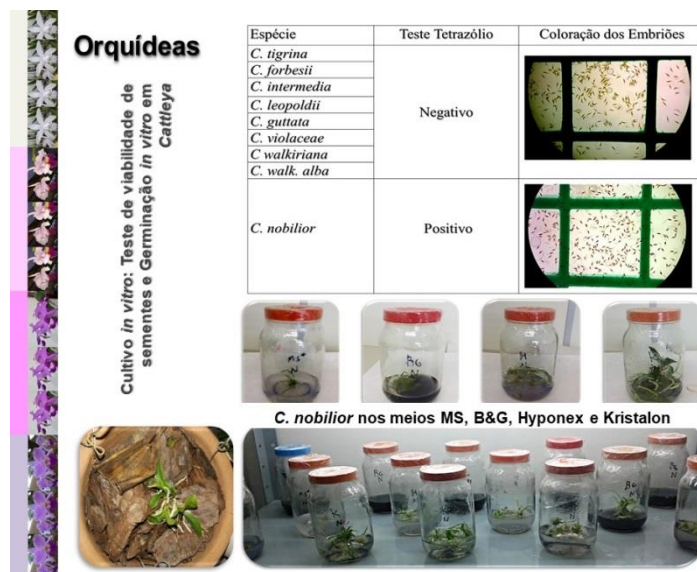 Orquídeas
Cultivo in vitro: Teste de viabilidade de
sementes e Germinação in vitro em
Cattleya
Espécie Teste Tetrazólio Coloração dos Embriões
C. tigrina
C. forbesii
C. intermedia
C. leopoldii
C. guttata
C. violaceae
C walkiriana
C. walk. alba
Negativo
C. nobilior Positivo
MS
N
BG
N
C. nobilior nos meios MS, B&G, Hyponex e Kristalon